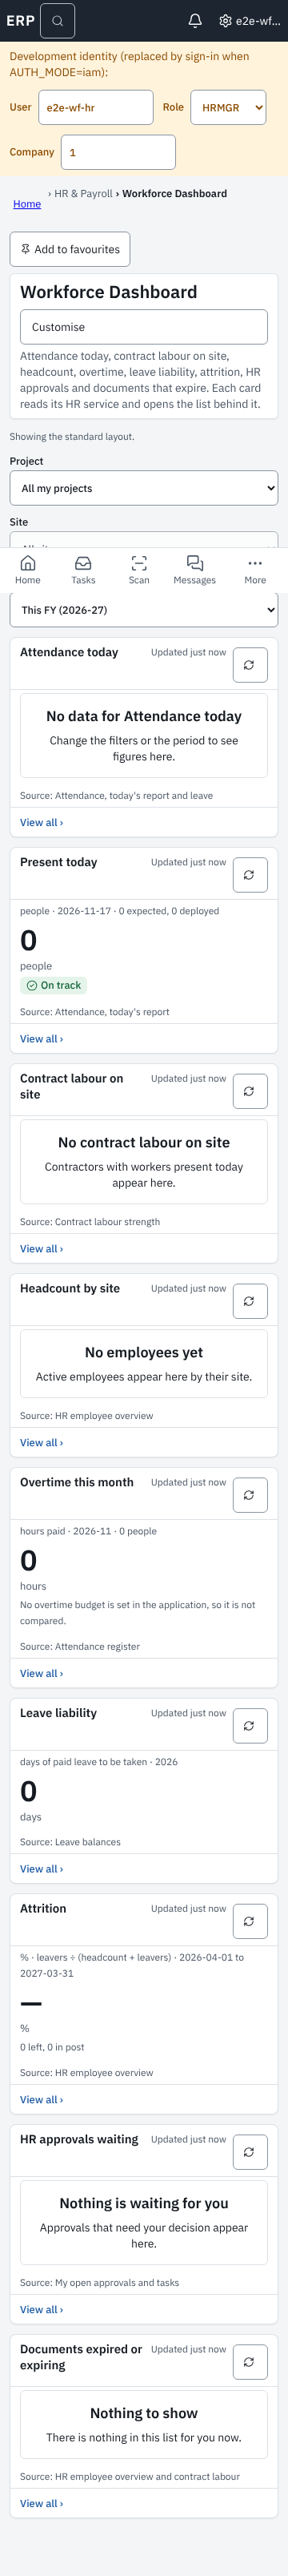 ERP
e2e-wf...
Development identity (replaced by sign-in when
AUTH_MODE=iam):
User e2e-wf-hr Role HRMGR
Company 1
Home › HR & Payroll › Workforce Dashboard
Add to favourites
Workforce Dashboard
Customise
Attendance today, contract labour on site,
headcount, overtime, leave liability, attrition, HR
approvals and documents that expire. Each card
reads its HR service and opens the list behind it.
Showing the standard layout.
Project
All my projects
Site
Home Tasks Scan Messages More
This FY (2026-27)
Attendance today Updated just now
No data for Attendance today
Change the filters or the period to see
figures here.
Source: Attendance, today's report and leave
View all ›
Present today Updated just now
people · 2026-11-17 · 0 expected, 0 deployed
0
people
On track
Source: Attendance, today's report
View all ›
Contract labour on
site
Updated just now
No contract labour on site
Contractors with workers present today
appear here.
Source: Contract labour strength
View all ›
Headcount by site Updated just now
No employees yet
Active employees appear here by their site.
Source: HR employee overview
View all ›
Overtime this month Updated just now
hours paid · 2026-11 · 0 people
0
hours
No overtime budget is set in the application, so it is not
compared.
Source: Attendance register
View all ›
Leave liability Updated just now
days of paid leave to be taken · 2026
0
days
Source: Leave balances
View all ›
Attrition Updated just now
% · leavers ÷ (headcount + leavers) · 2026-04-01 to
2027-03-31
—
%
0 left, 0 in post
Source: HR employee overview
View all ›
HR approvals waiting Updated just now
Nothing is waiting for you
Approvals that need your decision appear
here.
Source: My open approvals and tasks
View all ›
Documents expired or
expiring
Updated just now
Nothing to show
There is nothing in this list for you now.
Source: HR employee overview and contract labour
View all ›